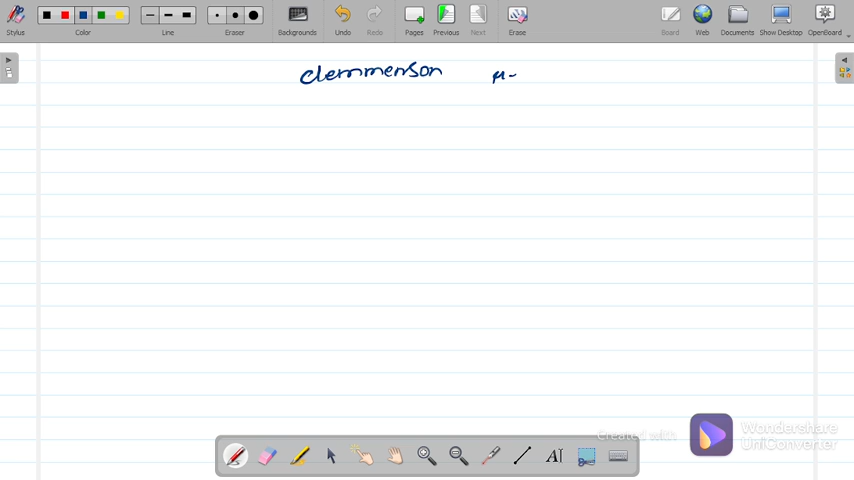 Stylus
Color
Line
Eraser
Backgrounds
Undo
Redo
Pages
Previous
Next
Erase
Board
Web
Documents
Show Desktop
OpenBoard
clemmenson
Created with
Wondershare
UniConverter